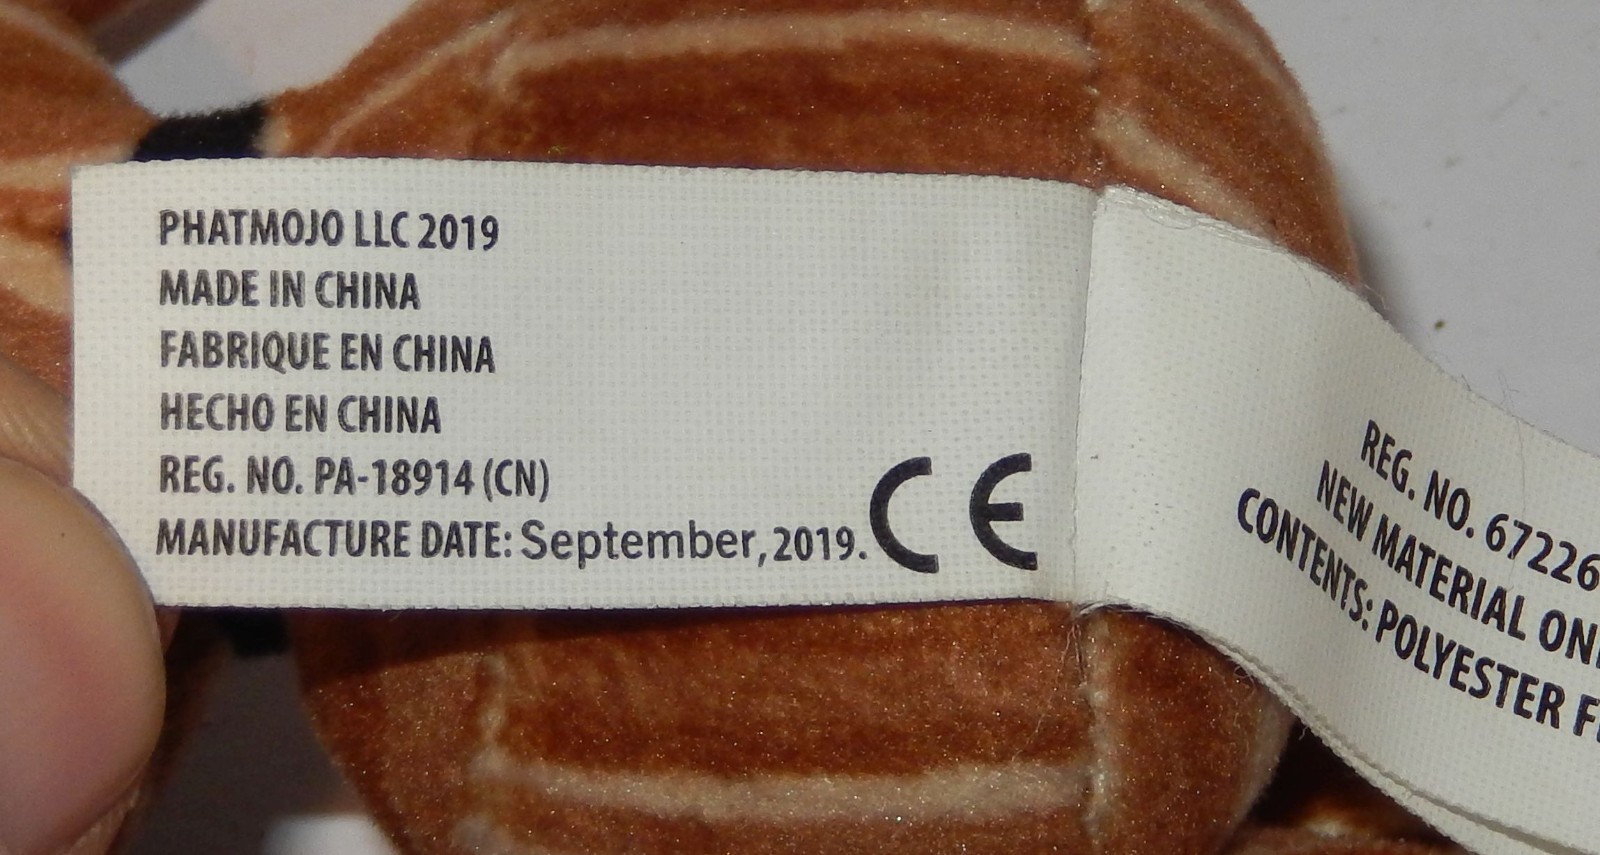 PHATMOJO LLC 2019
MADE IN CHINA
FABRIQUE EN CHINA
HECHO EN CHINA
REG. NO. PA-18914 (CN)
MANUFACTURE DATE: September, 2019.
CE
REG. NO. 67226
NEW MATERIAL
CONTENTS: POLYESTER